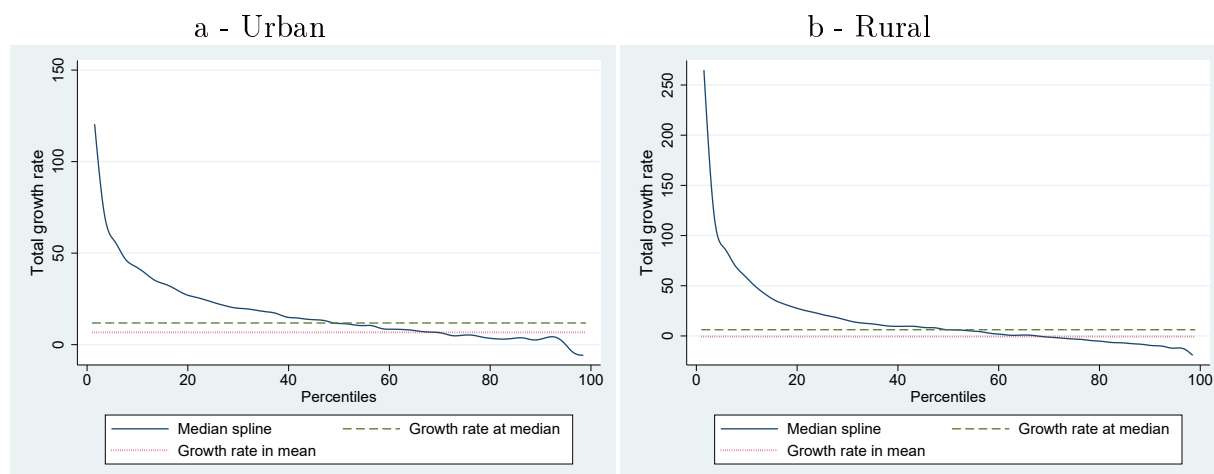 a - Urban
Total growth rate
150
100
50
0
0 20 40 60 80 100
Percentiles
Median spline Growth rate at median
Growth rate in mean
b - Rural
Total growth rate
250
200
150
100
50
0
0 20 40 60 80 100
Percentiles
Median spline Growth rate at median
Growth rate in mean